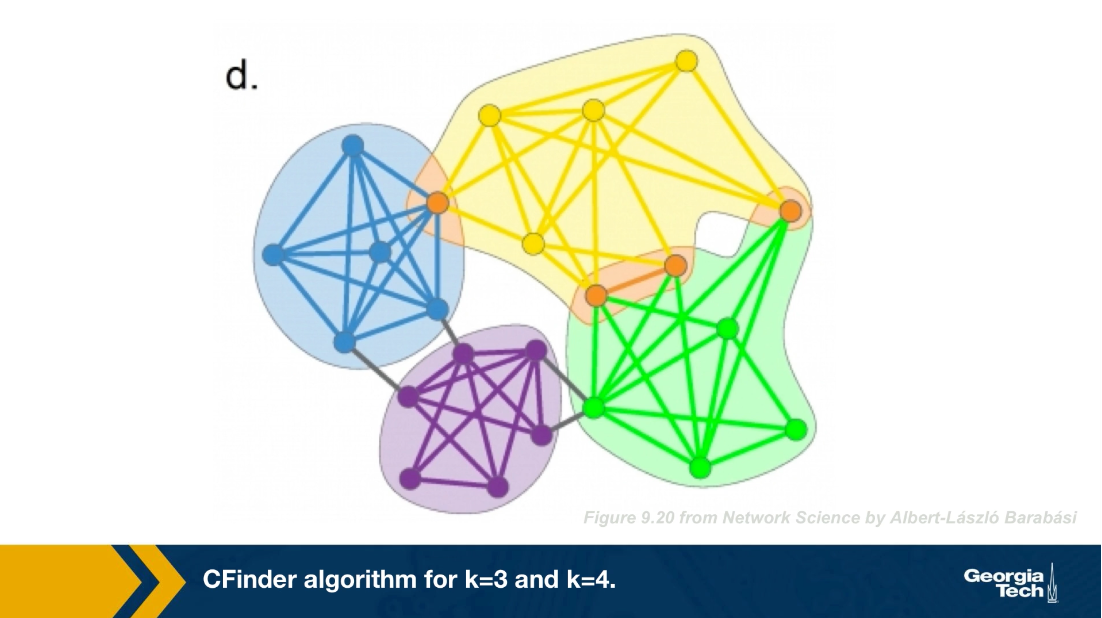 d.
Figure 9.20 from Network Science by Albert-László Barabási
CFinder algorithm for k=3 and k=4.
Georgia
Tech